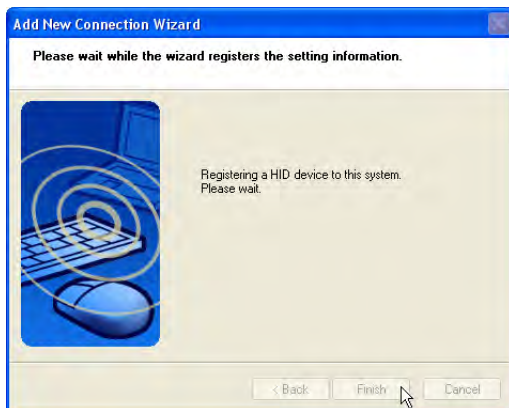 Add New Connection Wizard
Please wait while the wizard registers the setting information.
Registering a HID device to this system.
Please wait.
< Back
Finish
Cancel